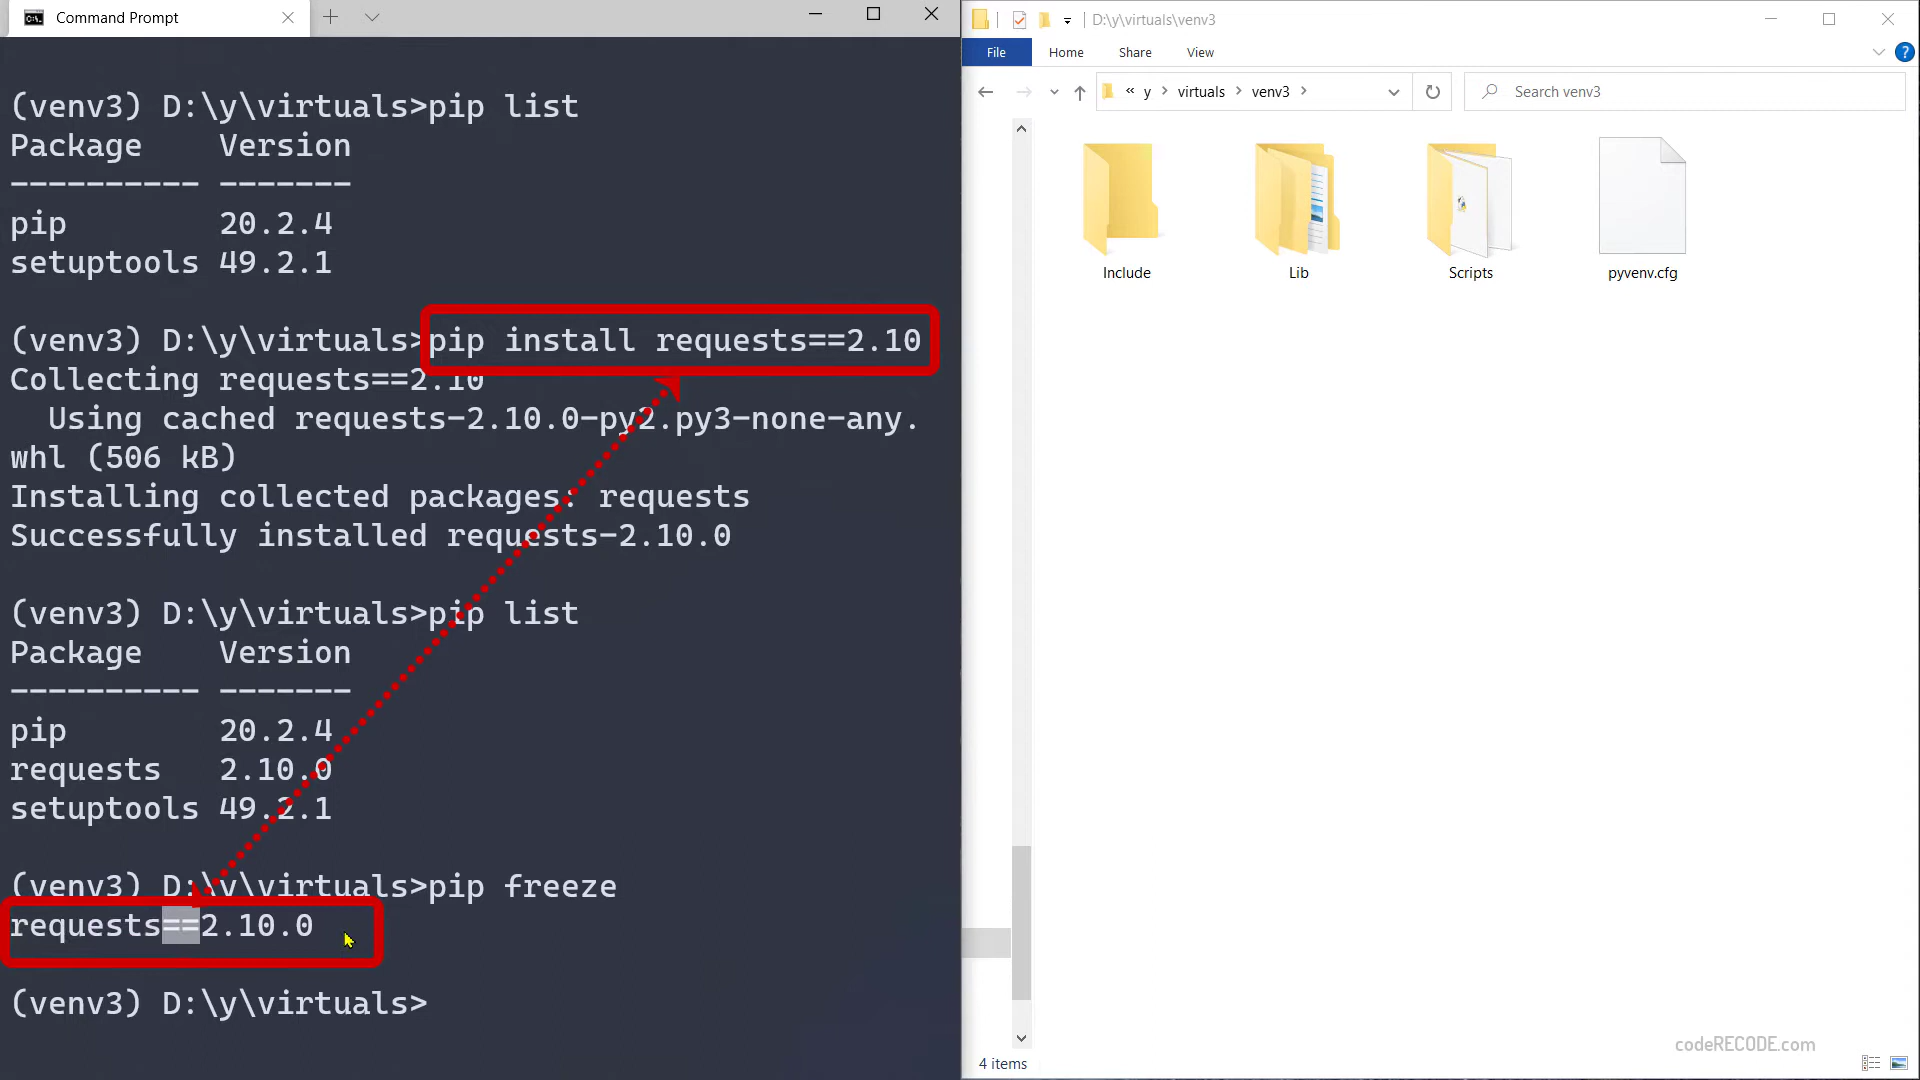 Command Prompt
(venv3) D:\y\virtuals>pip list
Package    Version
---------- -------
pip        20.2.4
setuptools 49.2.1
(venv3) D:\y\virtuals>pip install requests==2.10
Collecting requests==2.10
  Using cached requests-2.10.0-py2.py3-none-any.
whl (506 kB)
Installing collected packages: requests
Successfully installed requests-2.10.0
(venv3) D:\y\virtuals>pip list
Package    Version
---------- -------
pip        20.2.4
requests   2.10.0
setuptools 49.2.1
(venv3) D:\y\virtuals>pip freeze
requests==2.10.0
(venv3) D:\y\virtuals>
D:\y\virtuals\venv3
File Home Share View
« y > virtuals > venv3 >
Search venv3
Include Lib Scripts pyvenv.cfg
4 items
codeRECODE.com